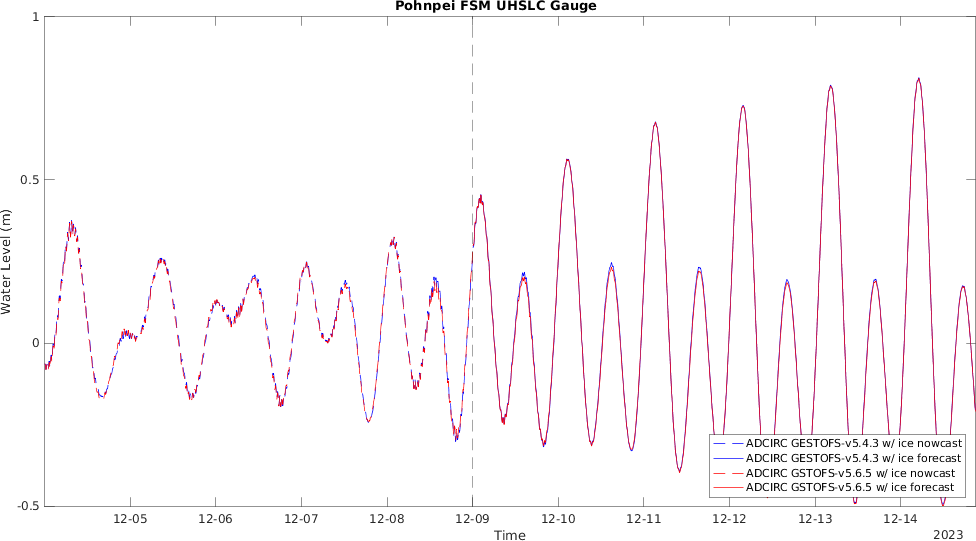 Pohnpei FSM UHSLC Gauge
1
0.5
0
-0.5
Water Level (m)
ADCIRC GESTOFS-v5.4.3 w/ ice nowcast
ADCIRC GESTOFS-v5.4.3 w/ ice forecast
ADCIRC GSTOFS-v5.6.5 w/ ice nowcast
ADCIRC GSTOFS-v5.6.5 w/ ice forecast
12-05 12-06 12-07 12-08 12-09 12-10 12-11 12-12 12-13 12-14
Time
2023